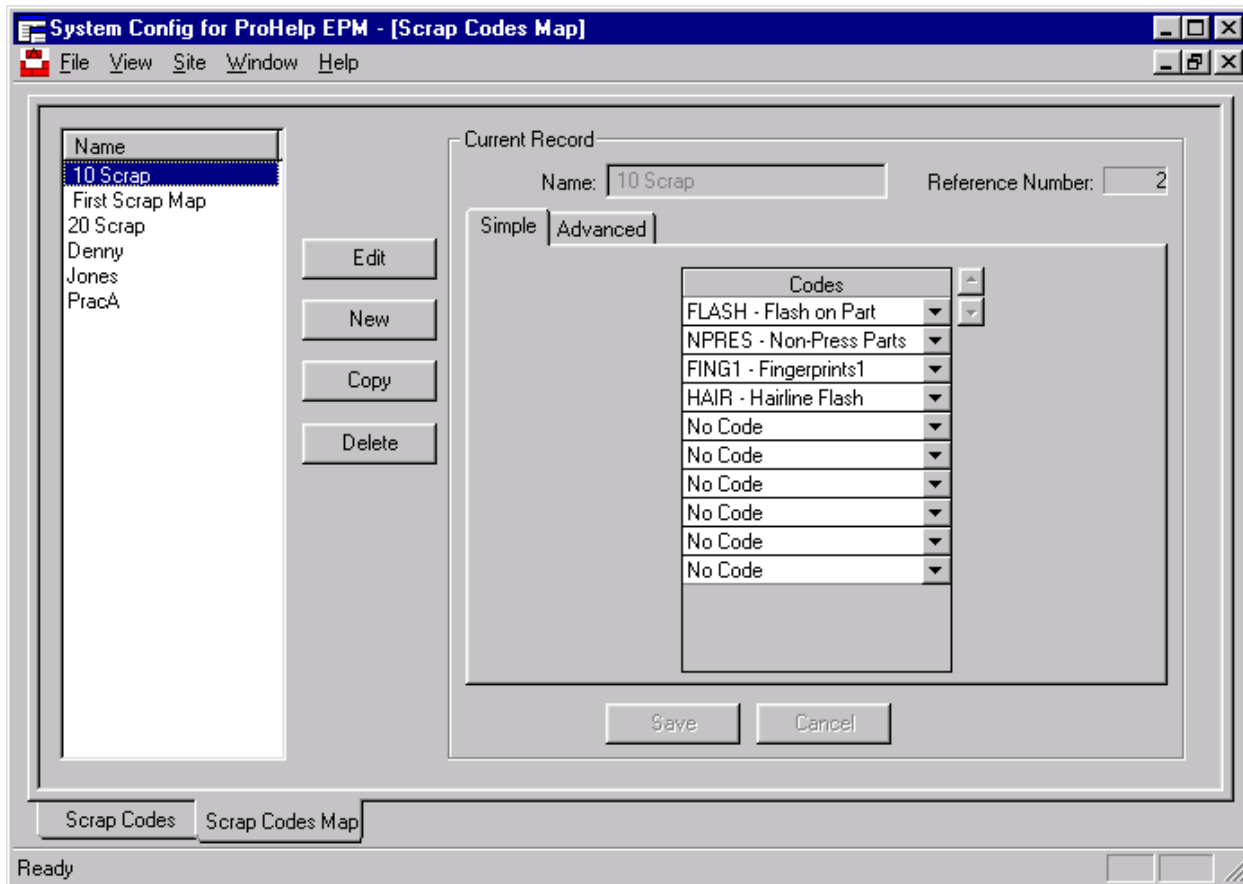 System Config for ProHelp EPM - [Scrap Codes Map]
File View Site Window Help
Name
10 Scrap
First Scrap Map
20 Scrap
Denny
Jones
PracA
Edit
New
Copy
Delete
Current Record
Name: 10 Scrap Reference Number: 2
Simple Advanced
Codes
FLASH - Flash on Part
NPRES - Non-Press Parts
FING1 - Fingerprints1
HAIR - Hairline Flash
No Code
No Code
No Code
No Code
No Code
No Code
Save Cancel
Scrap Codes Scrap Codes Map
Ready